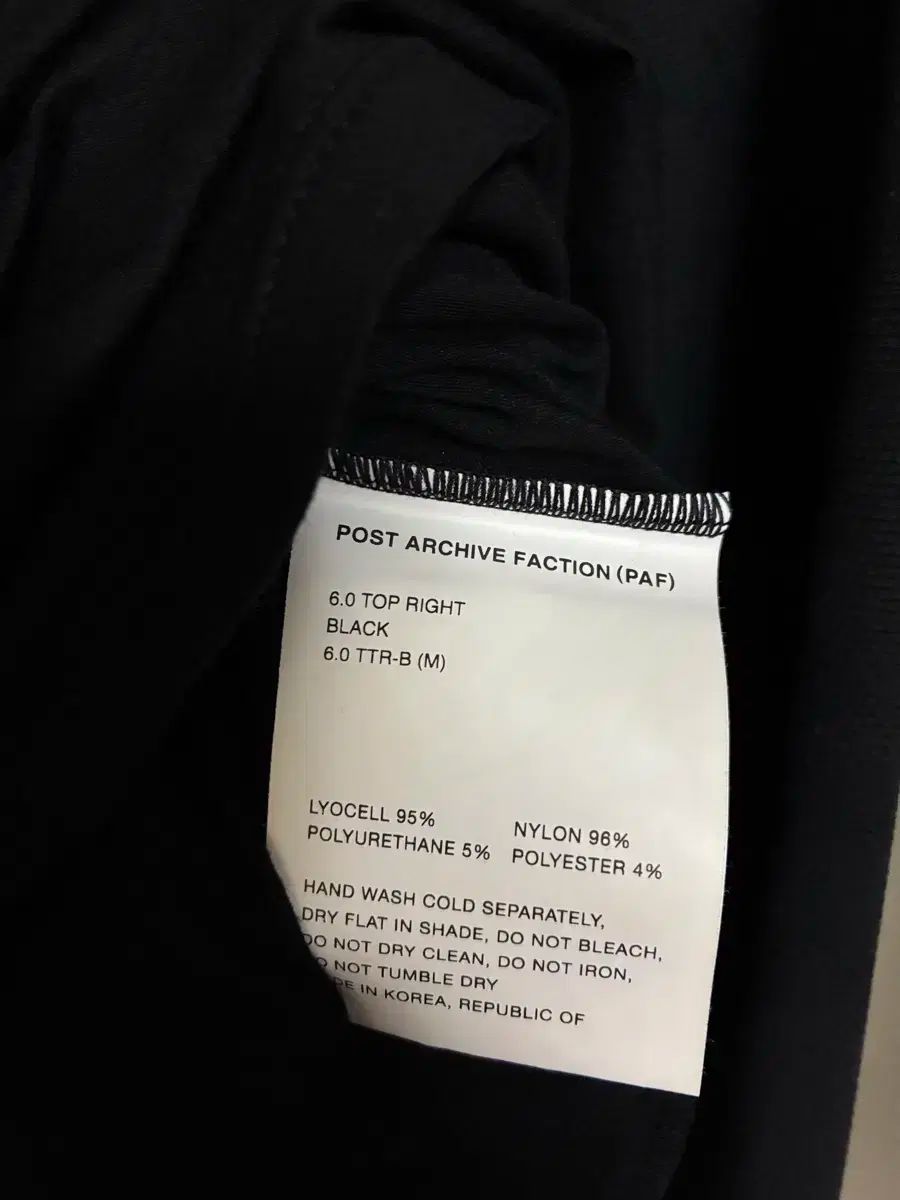 POST ARCHIVE FACTION (PAF)
6.0 TOP RIGHT
BLACK
6.0 TTR-B (M)
LYOCELL 95%
POLYURETHANE 5%
NYLON 96%
POLYESTER 4%
HAND WASH COLD SEPARATELY,
DRY FLAT IN SHADE, DO NOT BLEACH,
DO NOT DRY CLEAN, DO NOT IRON,
NOT TUMBLE DRY
IN KOREA, REPUBLIC OF